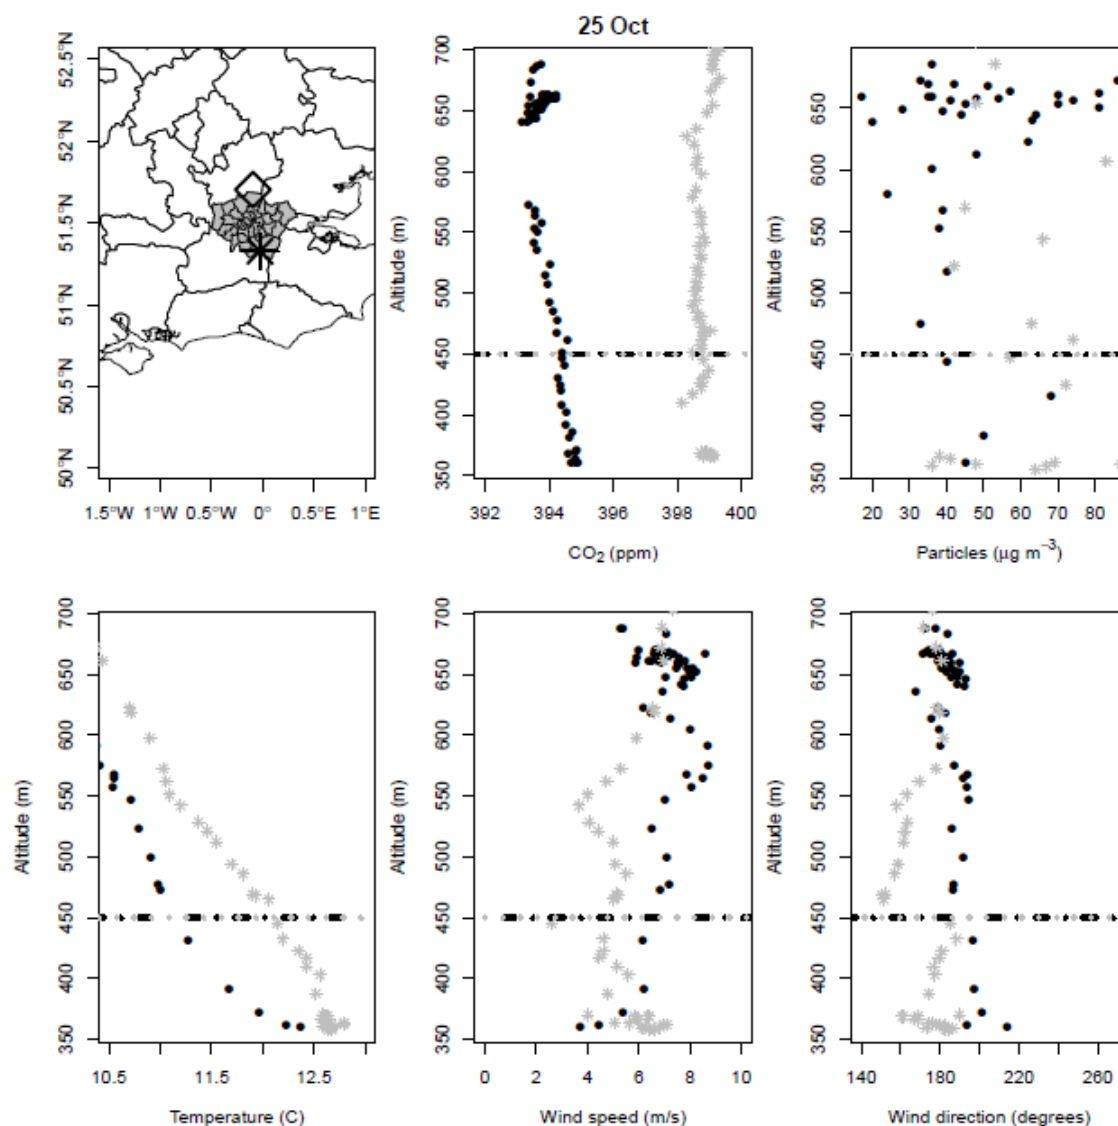 25 Oct
52.5°N
52°N
51.5°N
51°N
50.5°N
50°N
1.5°W 1°W 0.5°W 0° 0.5°E 1°E
Altitude (m)
700
650
600
550
500
450
400
350
392 394 396 398 400
CO2 (ppm)
Altitude (m)
650
600
550
500
450
400
350
20 30 40 50 60 70 80
Particles (μg m−3)
Altitude (m)
700
650
600
550
500
450
400
350
10.5 11.5 12.5
Temperature (C)
Altitude (m)
700
650
600
550
500
450
400
350
0 2 4 6 8 10
Wind speed (m/s)
Altitude (m)
700
650
600
550
500
450
400
350
140 180 220 260
Wind direction (degrees)